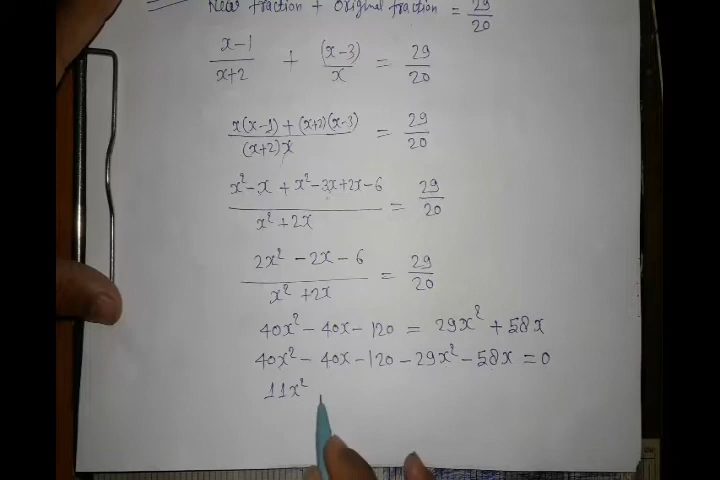 New fraction + Original fraction = 29/20
x-1/x+2 + (x-3)/x = 29/20
x(x-1) + (x+2)(x-3)/(x+2)x = 29/20
x² - x + x² - 3x + 2x - 6/x² + 2x = 29/20
2x² - 2x - 6/x² + 2x = 29/20
40x² - 40x - 120 = 29x² + 58x
40x² - 40x - 120 - 29x² - 58x = 0
11x²